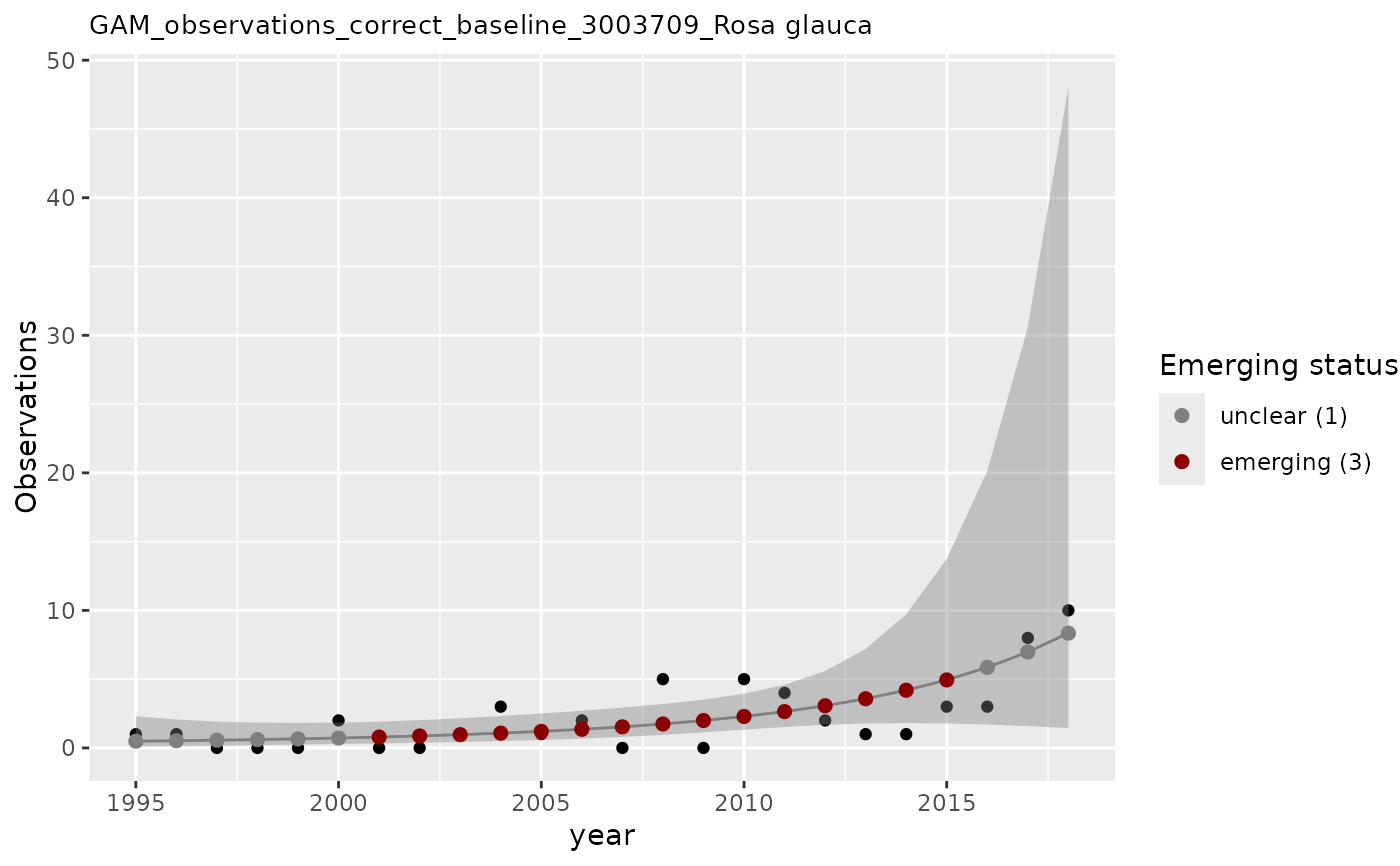 GAM_observations_correct_baseline_3003709_Rosa glauca
50
40
30
20
10
0
Observations
1995 2000 2005 2010 2015
year
Emerging status
unclear (1)
emerging (3)